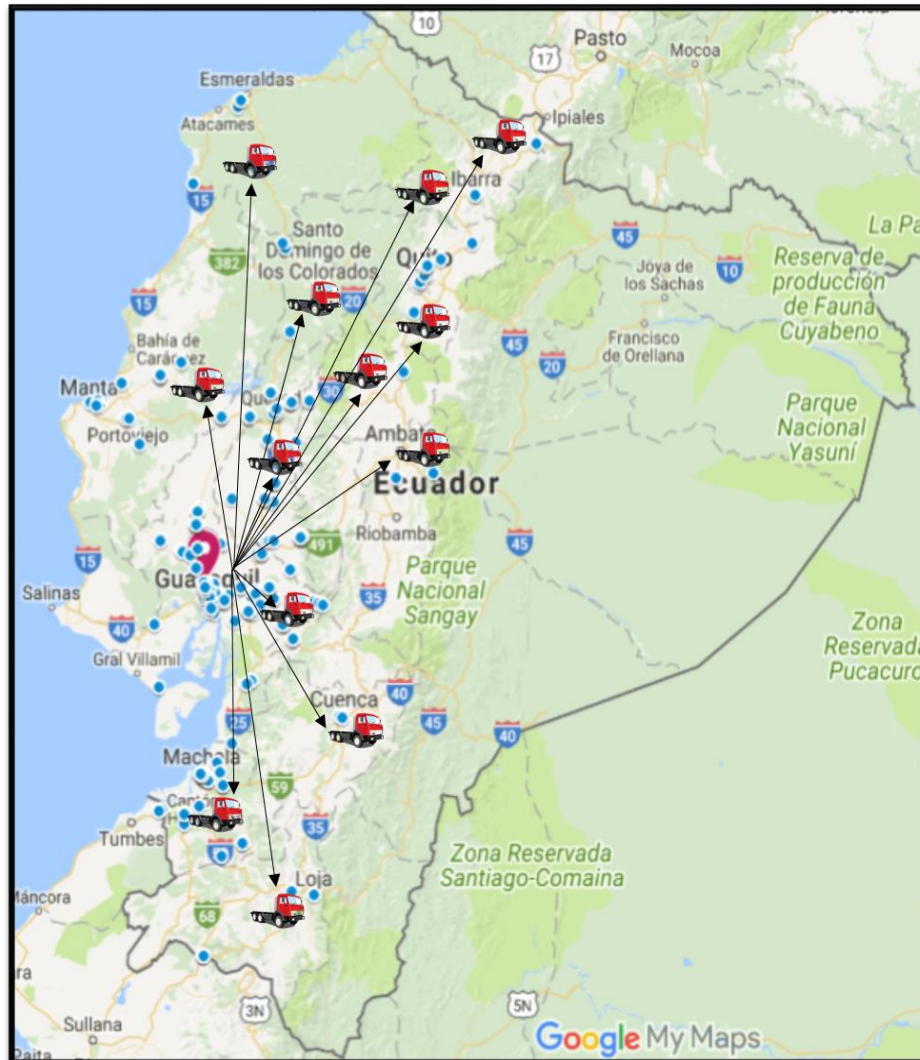 10
Pasto
17
Mocoa
Esmeraldas
Atacames
Ipiales
Ibarra
15
La Pa
Santo
Domingo de
los Colorados
382
45
Joya de
los Sachas
10
Reserva de
producción
de Fauna
Cuyabeno
15
20
Francisco
de Orellana
45
20
Bahía de
Manta
30
Portoviejo
Parque
Nacional
Yasuní
Ambato
Ecuador
Riobamba
491
45
15
Parque
Nacional
Sangay
35
Salinas
40
Zona
Reservada
Pucacuro
Gral Villamil
Cuenca
40
45
25
40
Machala
59
Tumbes
35
Zona Reservada
Santiago-Comaina
Loja
68
Máncora
ra
3N
5N
Sullana
Paita
Google My Maps